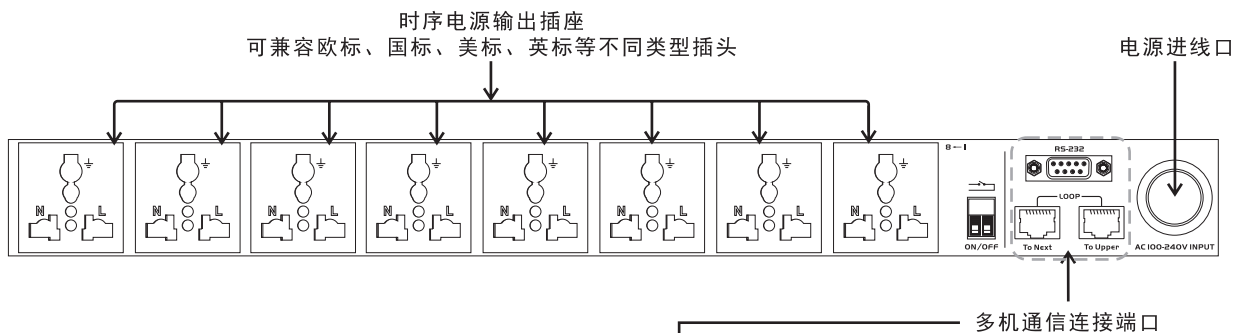 时序电源输出插座
可兼容欧标、国标、美标、英标等不同类型插头
电源进线口
8←1
RS-232
N L N L N L N L N L N L N L N L
LOOP
ON/OFF To Next To Upper AC 100-240V INPUT
多机通信连接端口